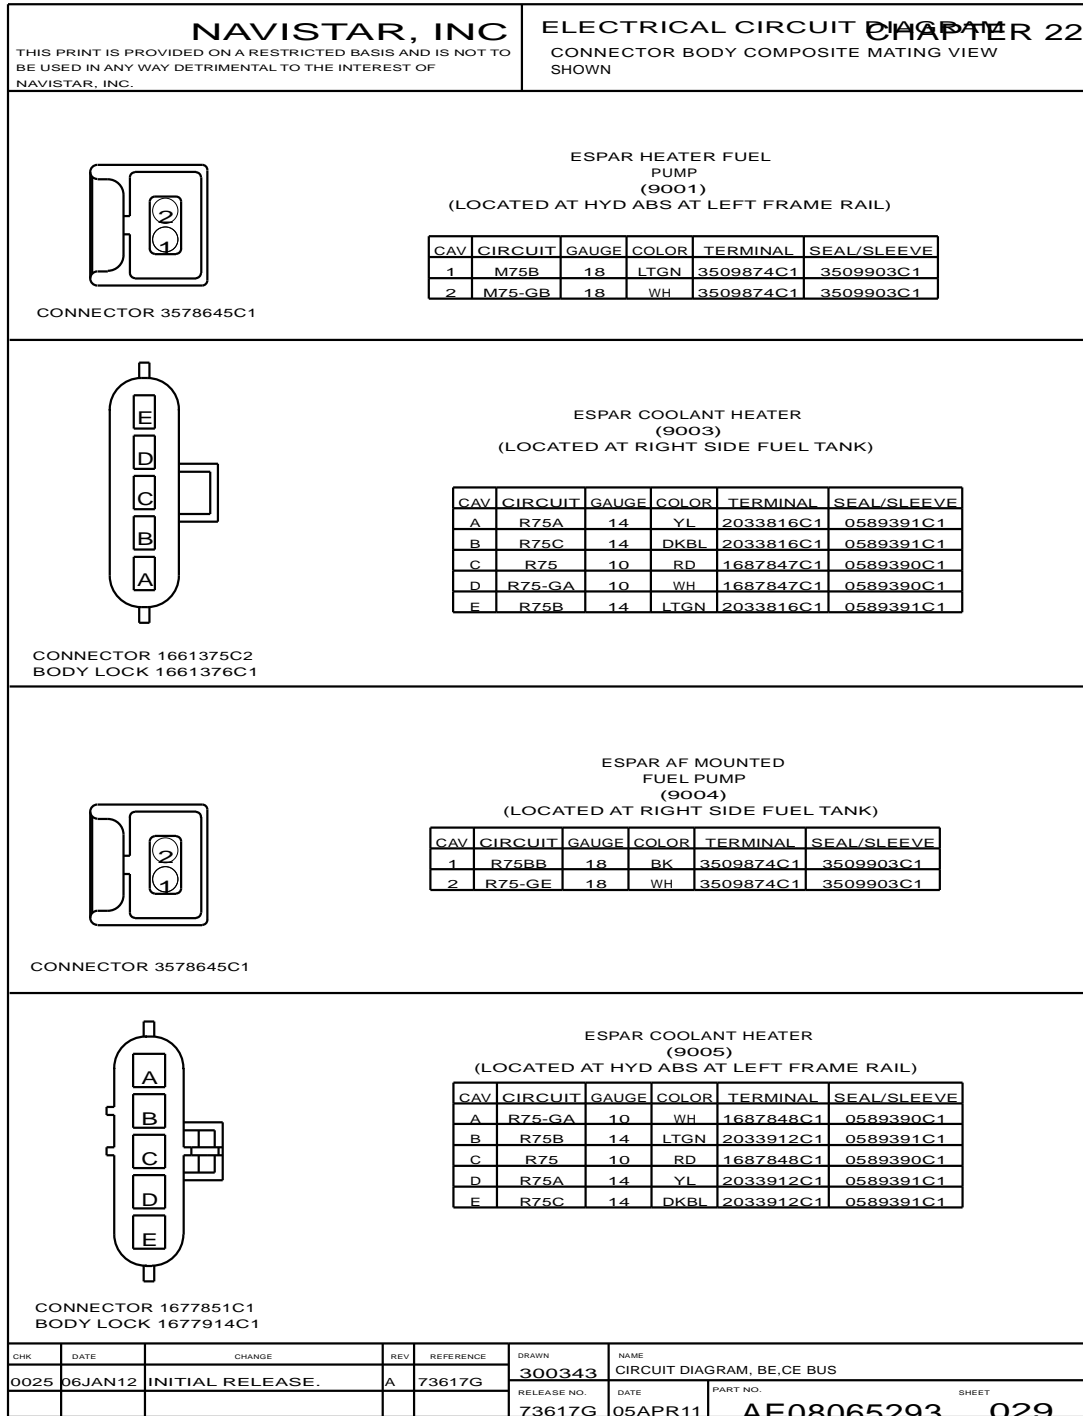 NAVISTAR, INC
THIS PRINT IS PROVIDED ON A RESTRICTED BASIS AND IS NOT TO
BE USED IN ANY WAY DETRIMENTAL TO THE INTEREST OF
NAVISTAR, INC.
ELECTRICAL CIRCUIT DIAGRAM
CHAPTER 22
CONNECTOR BODY COMPOSITE MATING VIEW
SHOWN
2
1
CONNECTOR 3578645C1
ESPAR HEATER FUEL
PUMP
(9001)
(LOCATED AT HYD ABS AT LEFT FRAME RAIL)
CAV CIRCUIT GAUGE COLOR TERMINAL SEAL/SLEEVE
1 M75B 18 LTGN 3509874C1 3509903C1
2 M75-GB 18 WH 3509874C1 3509903C1
E
D
C
B
A
CONNECTOR 1661375C2
BODY LOCK 1661376C1
ESPAR COOLANT HEATER
(9003)
(LOCATED AT RIGHT SIDE FUEL TANK)
CAV CIRCUIT GAUGE COLOR TERMINAL SEAL/SLEEVE
A R75A 14 YL 2033816C1 0589391C1
B R75C 14 DKBL 2033816C1 0589391C1
C R75 10 RD 1687847C1 0589390C1
D R75-GA 10 WH 1687847C1 0589390C1
E R75B 14 LTGN 2033816C1 0589391C1
2
1
CONNECTOR 3578645C1
ESPAR AF MOUNTED
FUEL PUMP
(9004)
(LOCATED AT RIGHT SIDE FUEL TANK)
CAV CIRCUIT GAUGE COLOR TERMINAL SEAL/SLEEVE
1 R75BB 18 BK 3509874C1 3509903C1
2 R75-GE 18 WH 3509874C1 3509903C1
A
B
C
D
E
CONNECTOR 1677851C1
BODY LOCK 1677914C1
ESPAR COOLANT HEATER
(9005)
(LOCATED AT HYD ABS AT LEFT FRAME RAIL)
CAV CIRCUIT GAUGE COLOR TERMINAL SEAL/SLEEVE
A R75-GA 10 WH 1687848C1 0589390C1
B R75B 14 LTGN 2033912C1 0589391C1
C R75 10 RD 1687848C1 0589390C1
D R75A 14 YL 2033912C1 0589391C1
E R75C 14 DKBL 2033912C1 0589391C1
CHK DATE CHANGE REV REFERENCE
0025 06JAN12 INITIAL RELEASE. A 73617G
DRAWN
300343
NAME
CIRCUIT DIAGRAM, BE,CE BUS
RELEASE NO.
73617G
DATE
05APR11
PART NO.
AE08065293
SHEET
029